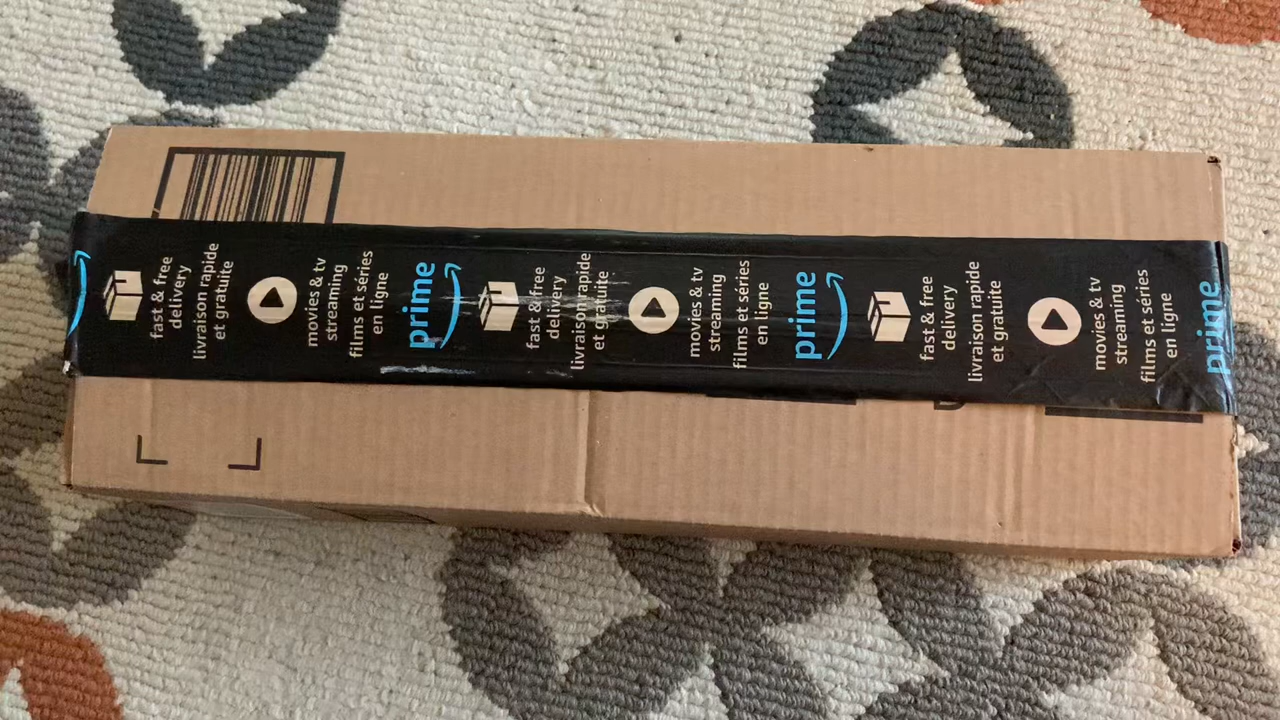 fast & free
delivery
livraison rapide
et gratuite
movies & tv
streaming
films et séries
en ligne
prime
fast & free
delivery
livraison rapide
et gratuite
movies & tv
streaming
films et séries
en ligne
prime
fast & free
delivery
livraison rapide
et gratuite
movies & tv
streaming
films et séries
en ligne
prime